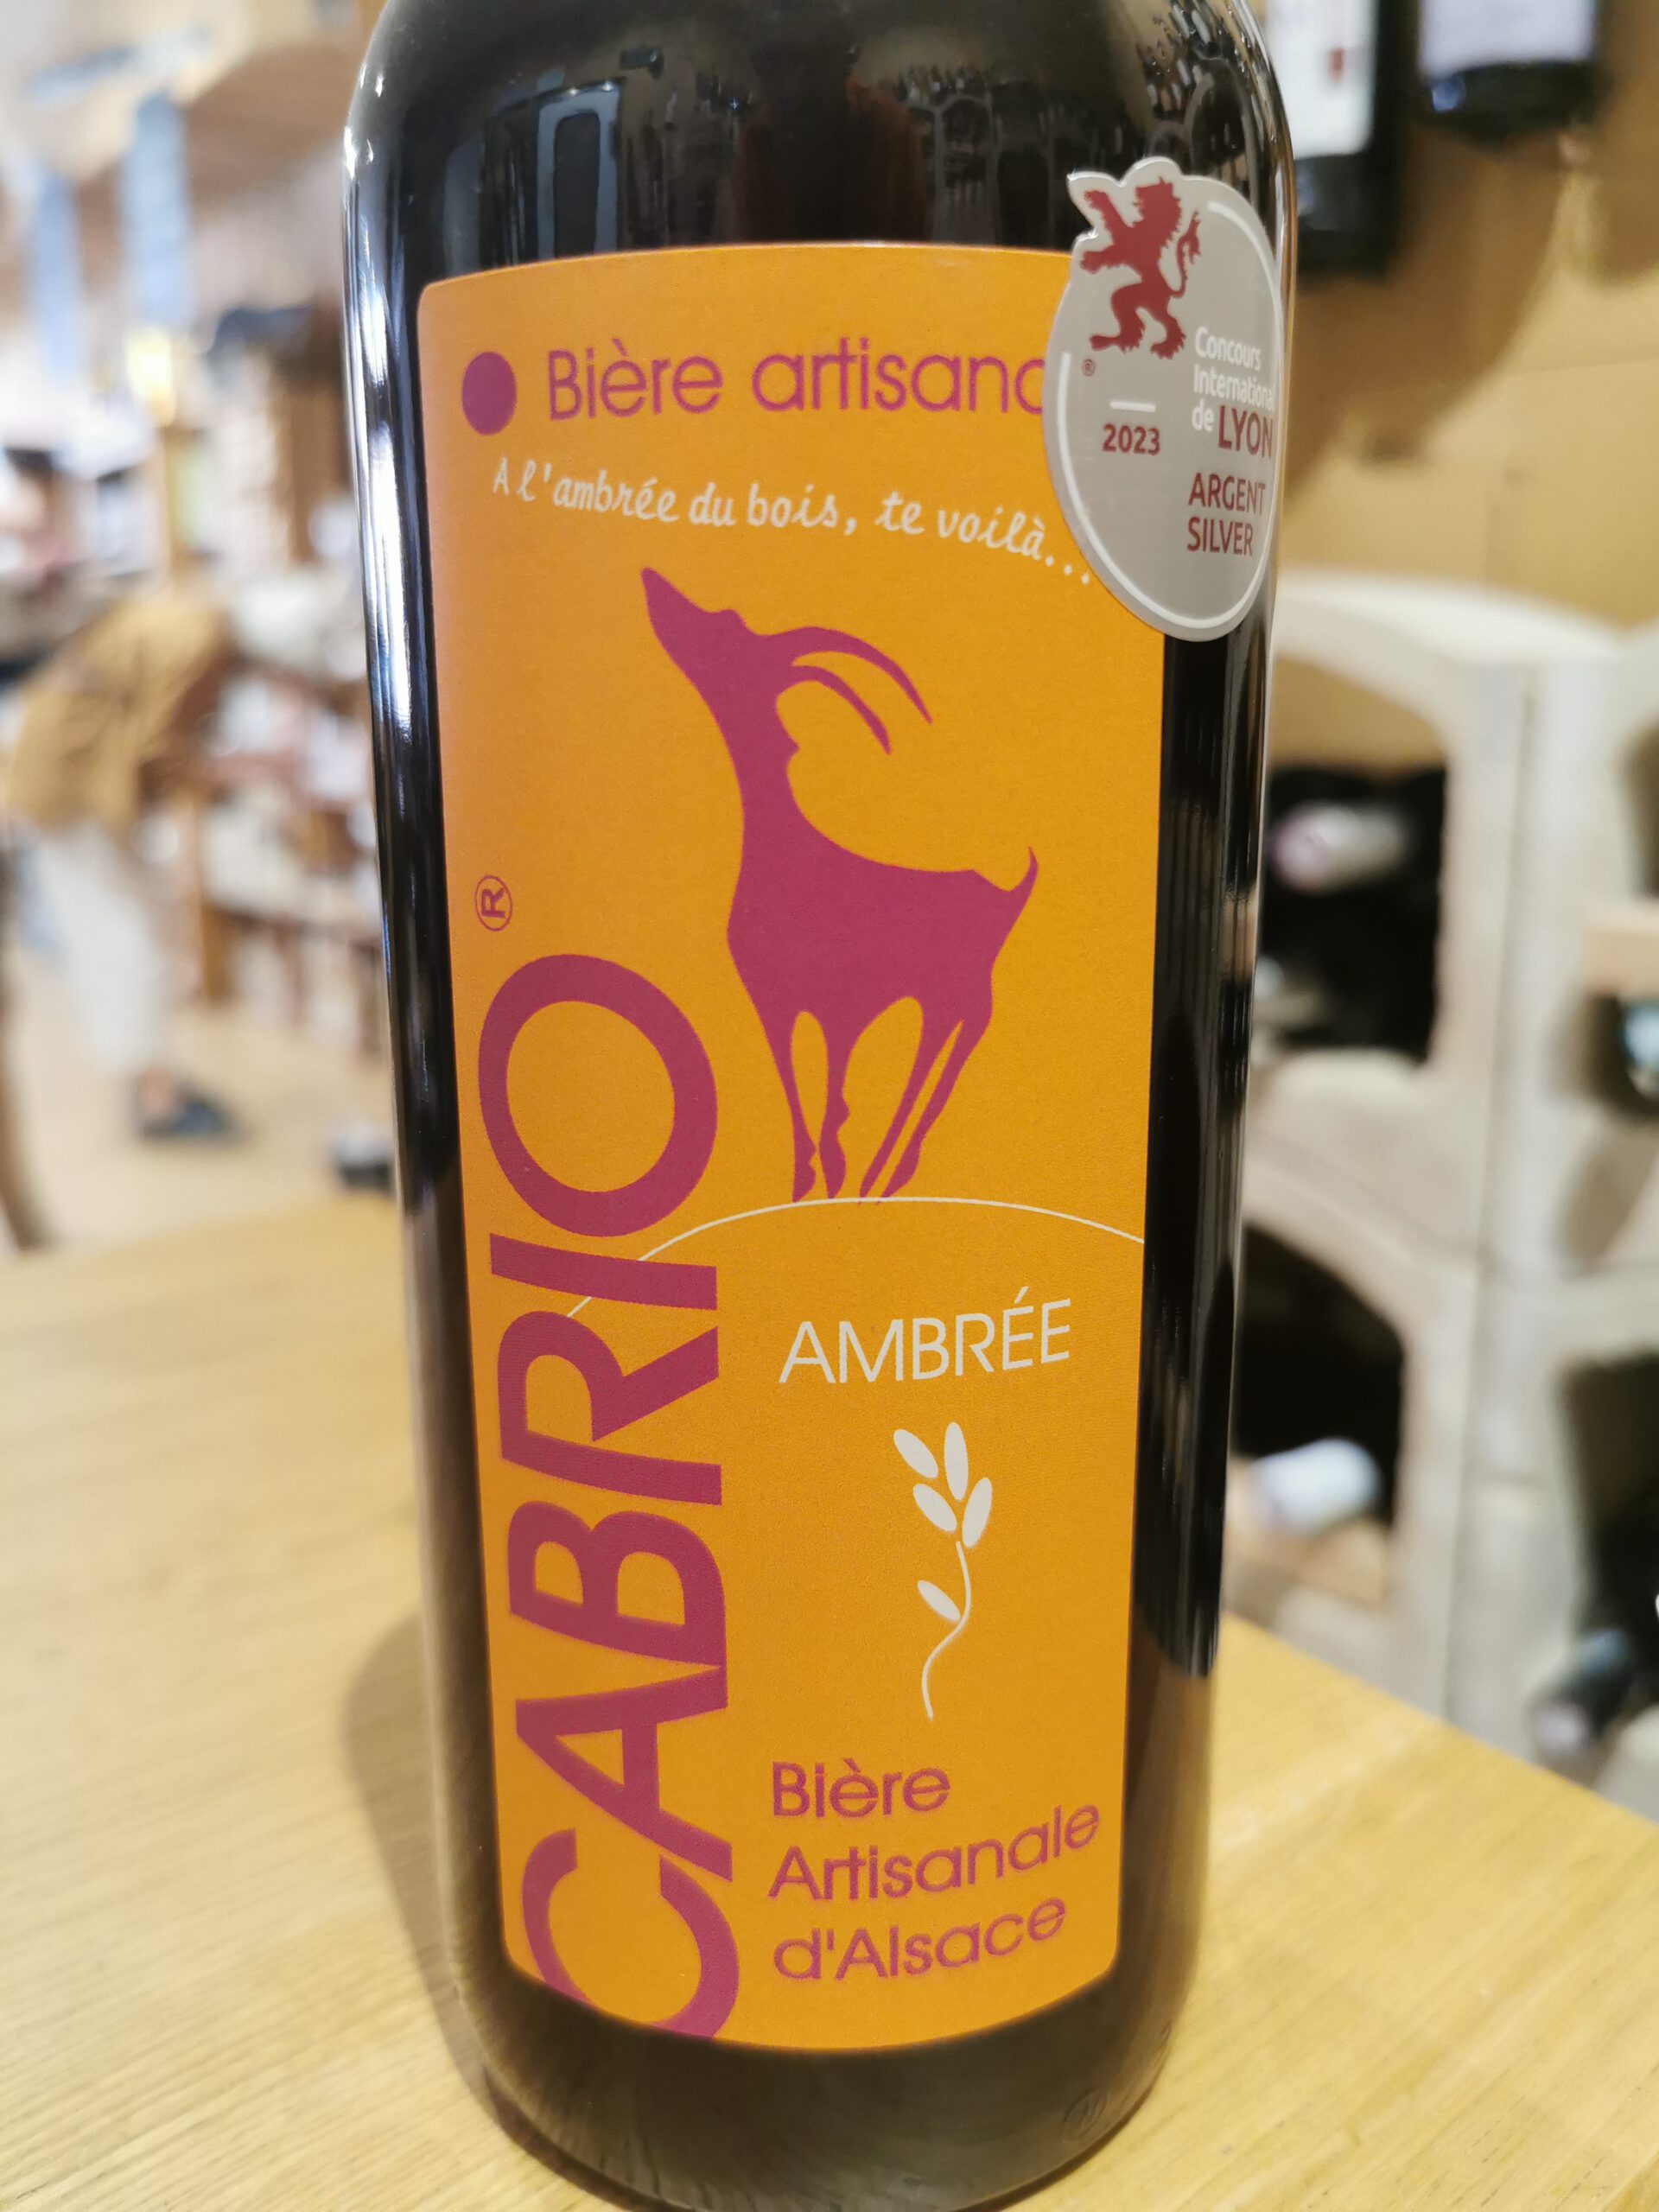 Bière artisana
A l'ambrée du bois, te voilà...
Concours
International
de LYON
2023
ARGENT
SILVER
®
CABRIO ®
AMBRÉE
Bière
Artisanale
d'Alsace